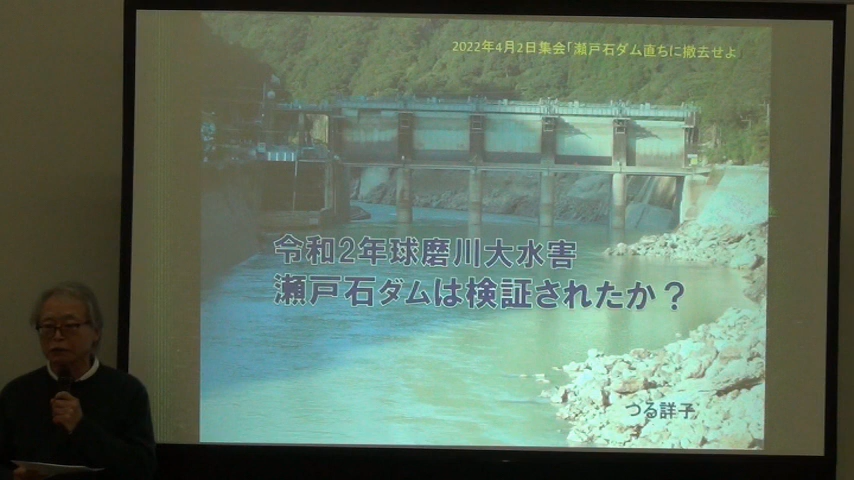 2022年4月2日集会「瀬戸石ダム直ちに撤去せよ
令和2年球磨川大水害
瀬戸石ダムは検証されたか？
つる詳子